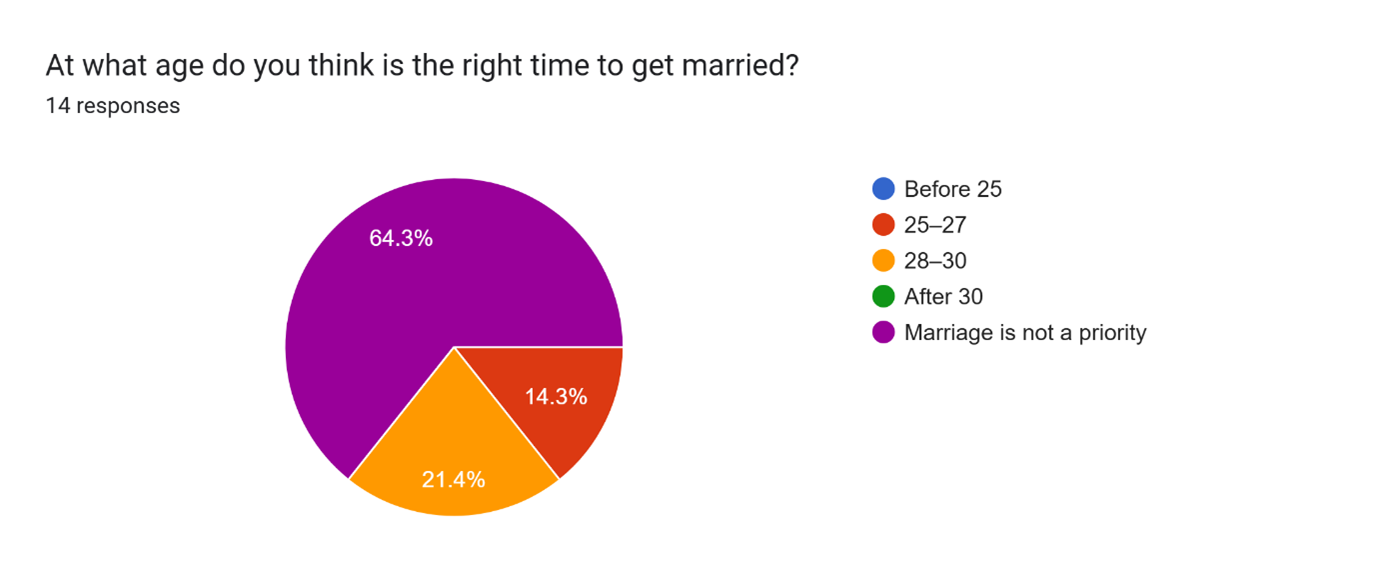 At what age do you think is the right time to get married?
14 responses
64.3%
14.3%
21.4%
Before 25
25–27
28–30
After 30
Marriage is not a priority